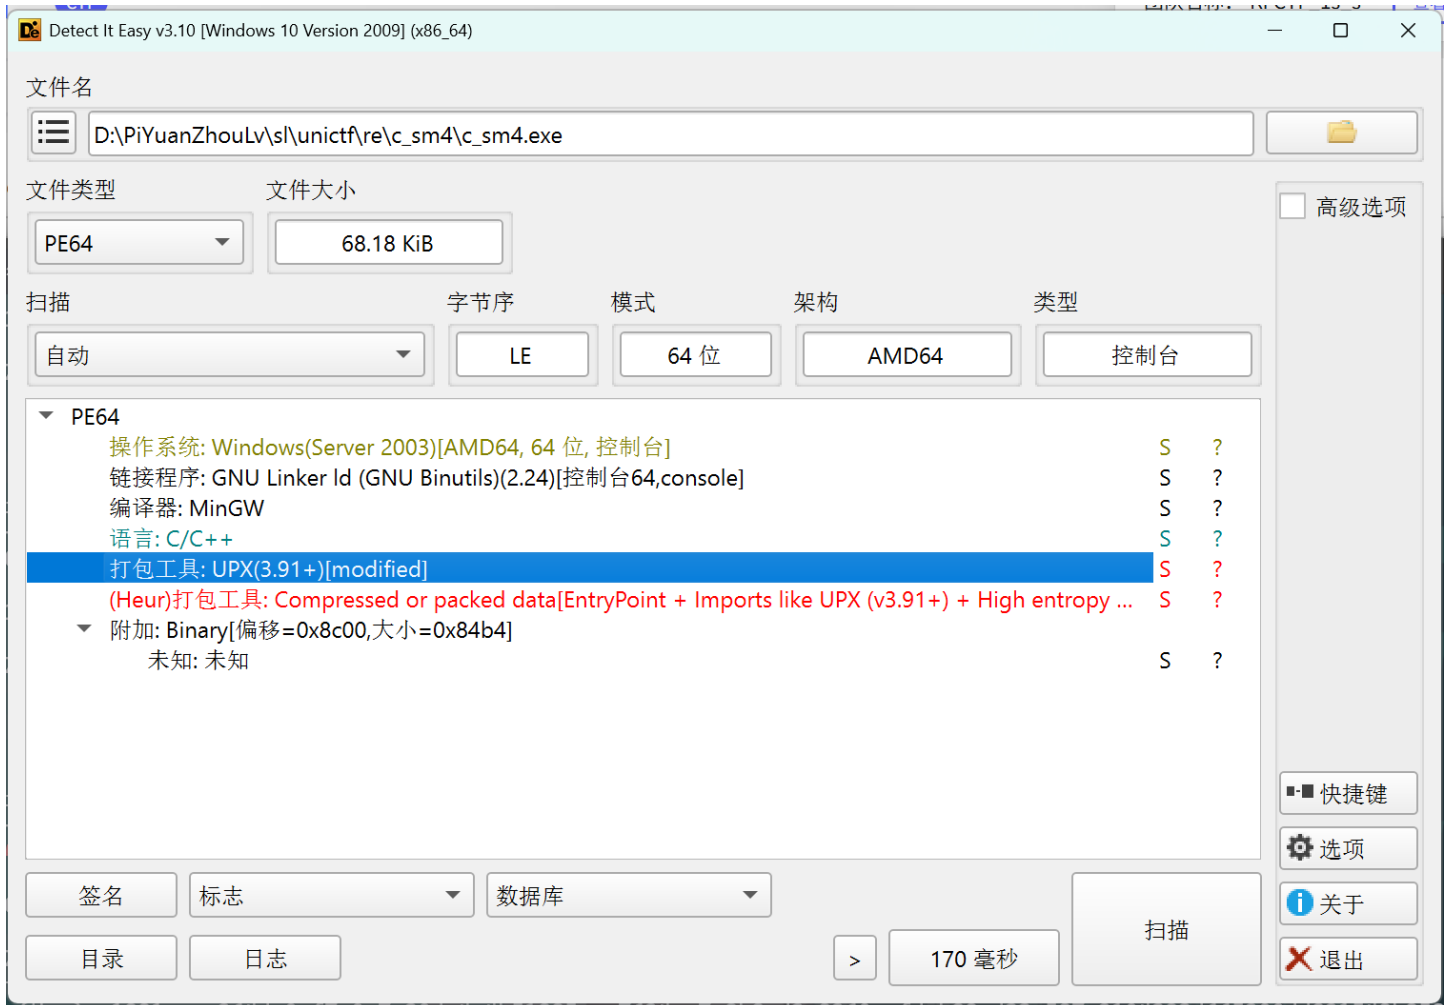 Detect It Easy v3.10 [Windows 10 Version 2009] (x86_64)
文件名
D:\PiYuanZhouLv\sl\unictf\re\c_sm4\c_sm4.exe
文件类型 文件大小
高级选项
PE64 68.18 KiB
扫描 字节序 模式 架构 类型
自动 LE 64 位 AMD64 控制台
PE64
操作系统: Windows(Server 2003)[AMD64, 64 位, 控制台] S ?
链接程序: GNU Linker ld (GNU Binutils)(2.24)[控制台64,console] S ?
编译器: MinGW S ?
语言: C/C++ S ?
打包工具: UPX(3.91+)[modified] S ?
(Heur)打包工具: Compressed or packed data[EntryPoint + Imports like UPX (v3.91+) + High entropy ... S ?
附加: Binary[偏移=0x8c00,大小=0x84b4]
未知: 未知 S ?
快捷键
选项
签名 标志 数据库
关于
扫描
目录 日志 > 170 毫秒
退出